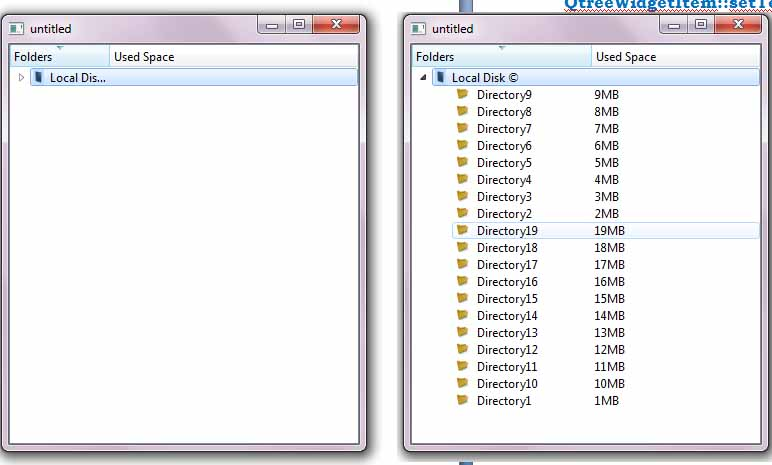 QtreeWidgetItem::setTe
untitled
Folders Used Space
Local Dis...
untitled
Folders Used Space
Local Disk ©
Directory9 9MB
Directory8 8MB
Directory7 7MB
Directory6 6MB
Directory5 5MB
Directory4 4MB
Directory3 3MB
Directory2 2MB
Directory19 19MB
Directory18 18MB
Directory17 17MB
Directory16 16MB
Directory15 15MB
Directory14 14MB
Directory13 13MB
Directory12 12MB
Directory11 11MB
Directory10 10MB
Directory1 1MB